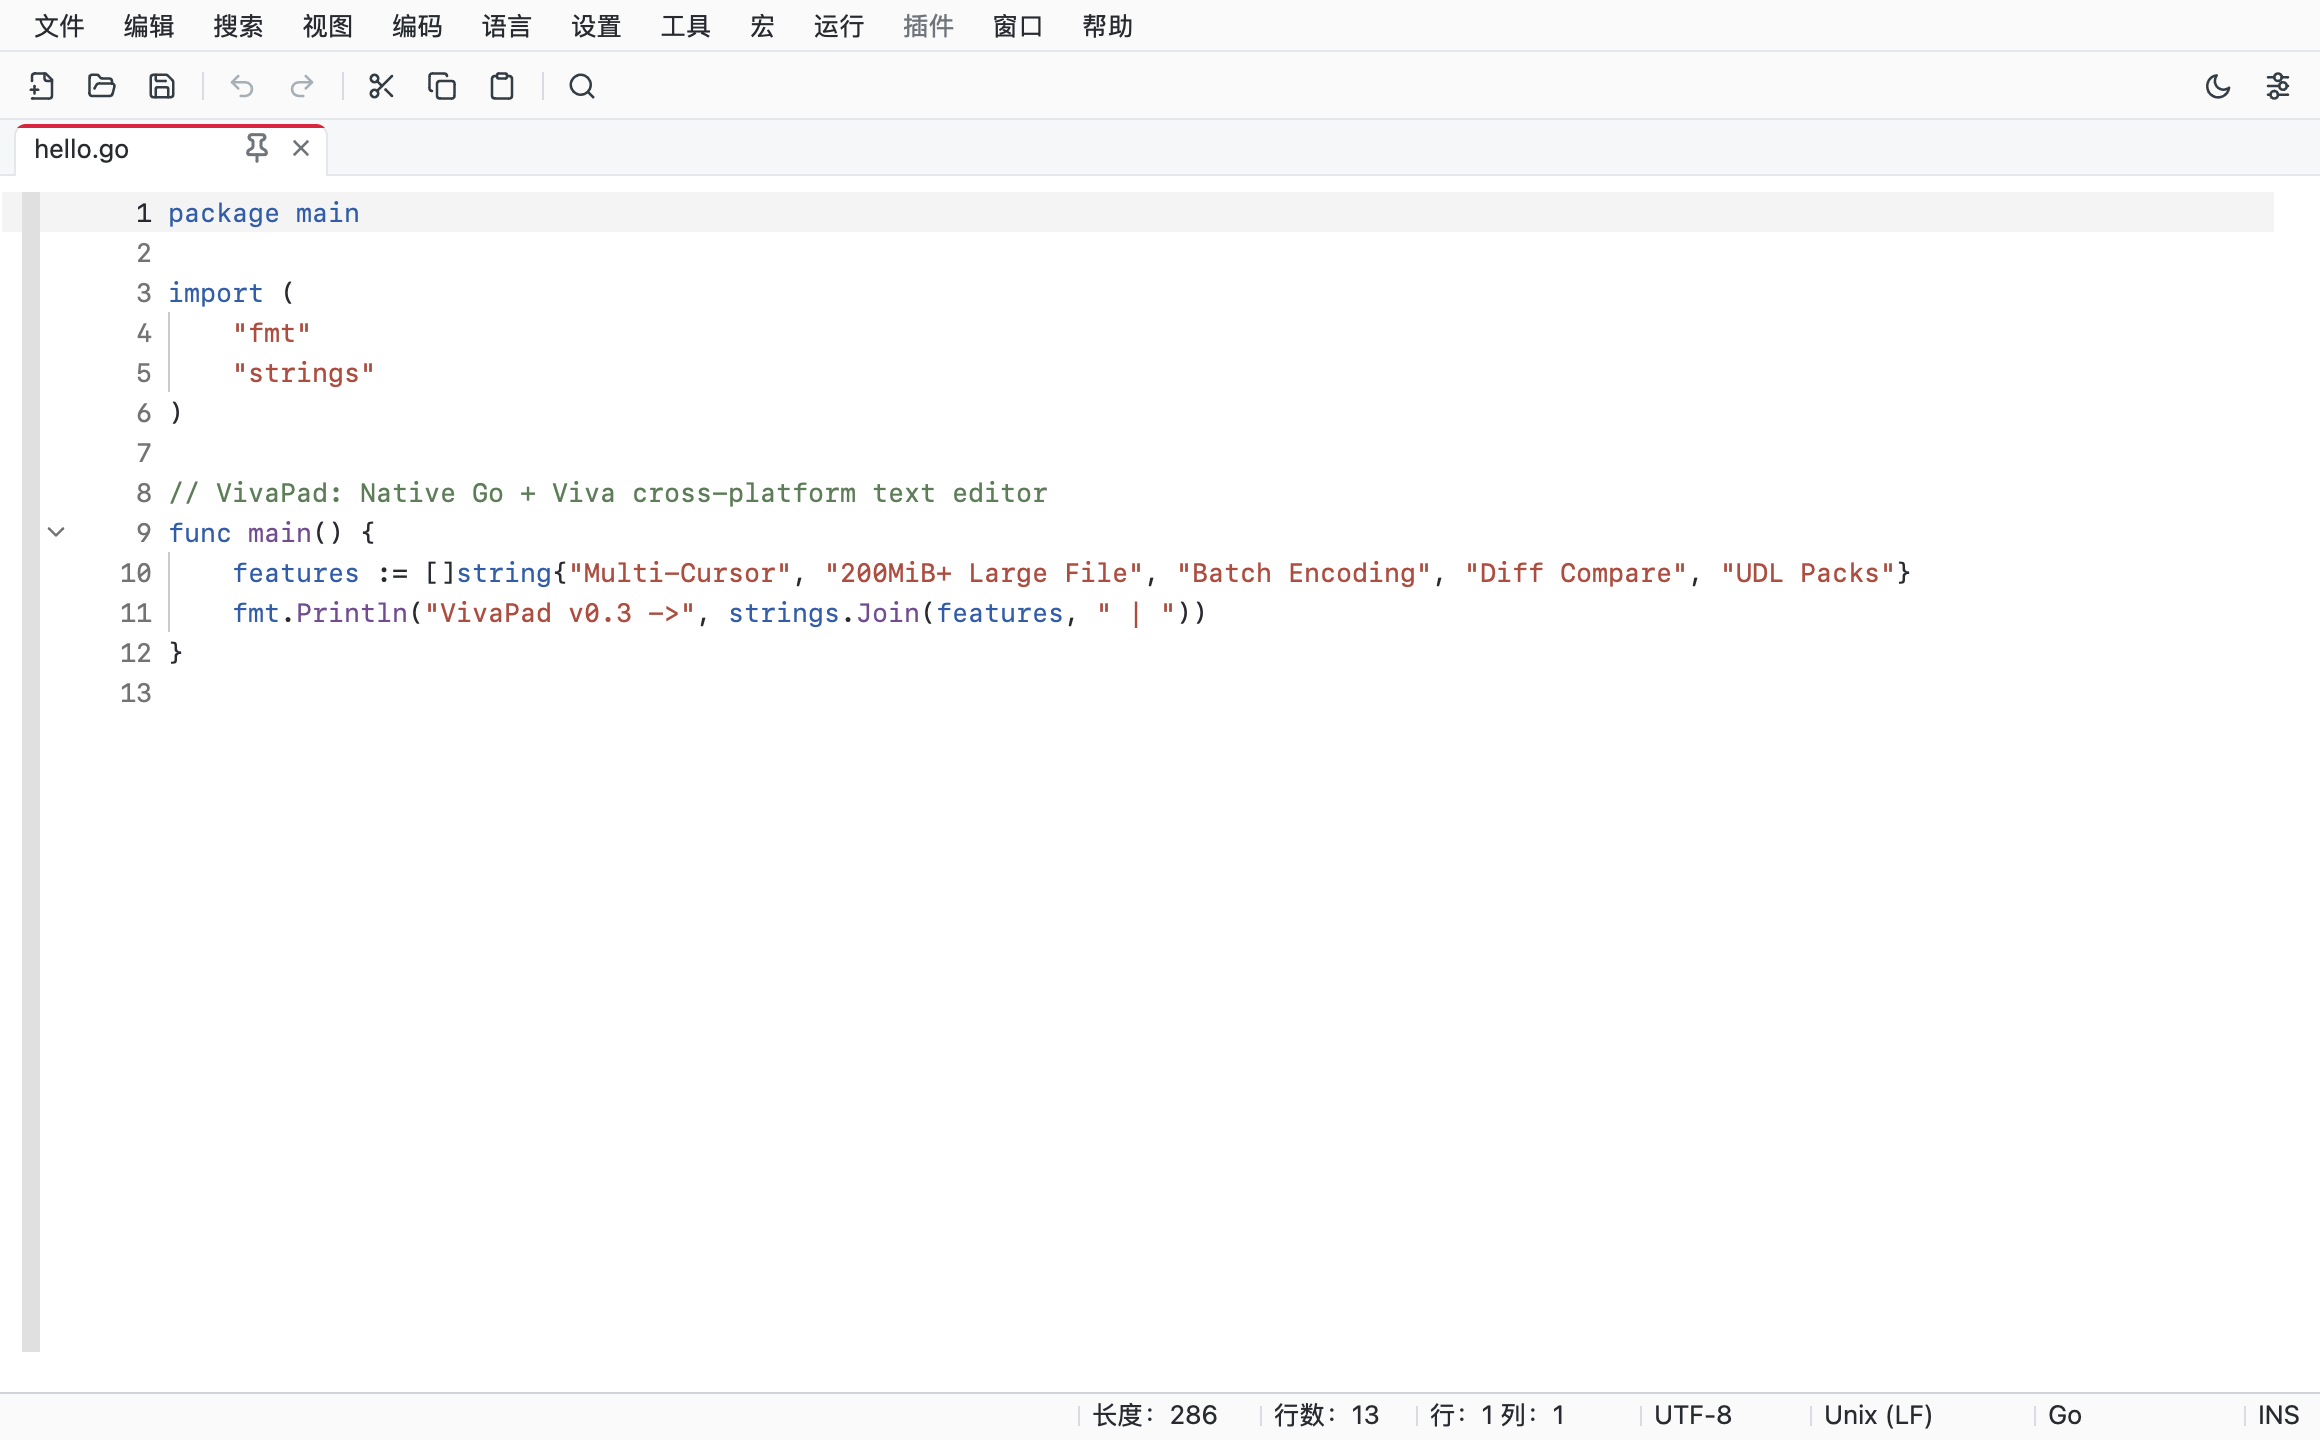 文件 编辑 搜索 视图 编码 语言 设置 工具 宏 运行 插件 窗口 帮助
hello.go
1 package main
2
3 import (
4     "fmt"
5     "strings"
6 )
7
8 // VivaPad: Native Go + Viva cross-platform text editor
9 func main() {
10     features := []string{"Multi-Cursor", "200MiB+ Large File", "Batch Encoding", "Diff Compare", "UDL Packs"}
11     fmt.Println("VivaPad v0.3 ->", strings.Join(features, " | "))
12 }
13
长度: 286 行数: 13 行: 1 列: 1 UTF-8 Unix (LF) Go INS